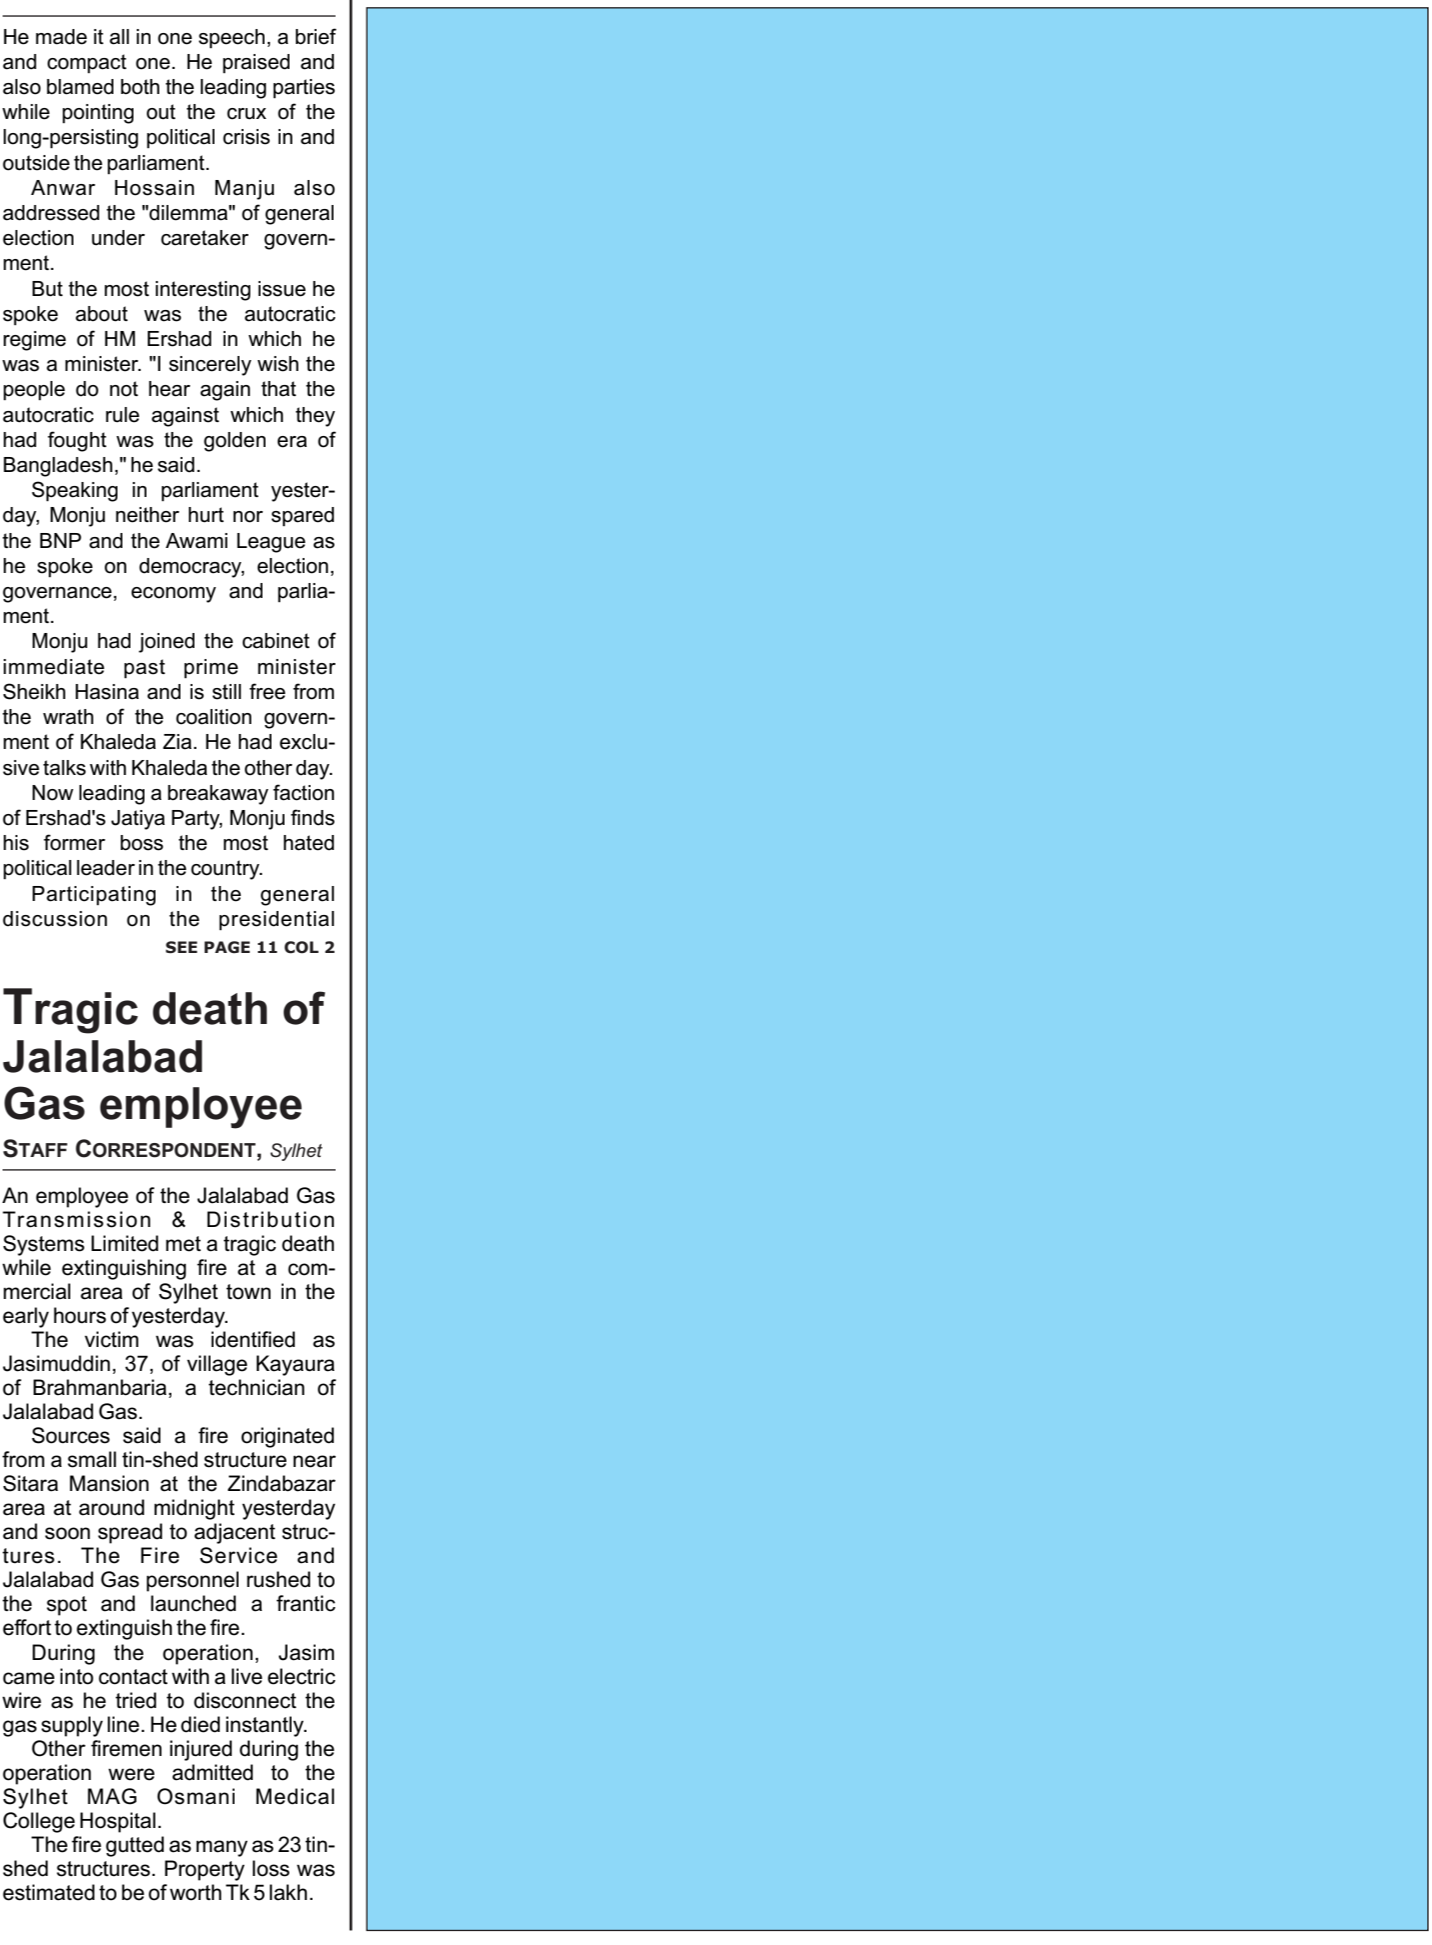 He made it all in one speech, a brief
and compact one. He praised and
also blamed both the leading parties
while pointing out the crux of the
long-persisting political crisis in and
outside the parliament.
Anwar Hossain Manju also
addressed the "dilemma" of general
election under caretaker govern-
ment.
But the most interesting issue he
spoke about was the autocratic
regime of HM Ershad in which he
was a minister. "I sincerely wish the
people do not hear again that the
autocratic rule against which they
had fought was the golden era of
Bangladesh," he said.
Speaking in parliament yester-
day, Monju neither hurt nor spared
the BNP and the Awami League as
he spoke on democracy, election,
governance, economy and parlia-
ment.
Monju had joined the cabinet of
immediate past prime minister
Sheikh Hasina and is still free from
the wrath of the coalition govern-
ment of Khaleda Zia. He had exclu-
sive talks with Khaleda the other day.
Now leading a breakaway faction
of Ershad's Jatiya Party, Monju finds
his former boss the most hated
political leader in the country.
Participating in the general
discussion on the presidential
SEE PAGE 11 COL 2
Tragic death of
Jalalabad
Gas employee
STAFF CORRESPONDENT, Sylhet
An employee of the Jalalabad Gas
Transmission & Distribution
Systems Limited met a tragic death
while extinguishing fire at a com-
mercial area of Sylhet town in the
early hours of yesterday.
The victim was identified as
Jasimuddin, 37, of village Kayaura
of Brahmanbaria, a technician of
Jalalabad Gas.
Sources said a fire originated
from a small tin-shed structure near
Sitara Mansion at the Zindabazar
area at around midnight yesterday
and soon spread to adjacent struc-
tures. The Fire Service and
Jalalabad Gas personnel rushed to
the spot and launched a frantic
effort to extinguish the fire.
During the operation, Jasim
came into contact with a live electric
wire as he tried to disconnect the
gas supply line. He died instantly.
Other firemen injured during the
operation were admitted to the
Sylhet MAG Osmani Medical
College Hospital.
The fire gutted as many as 23 tin-
shed structures. Property loss was
estimated to be of worth Tk 5 lakh.